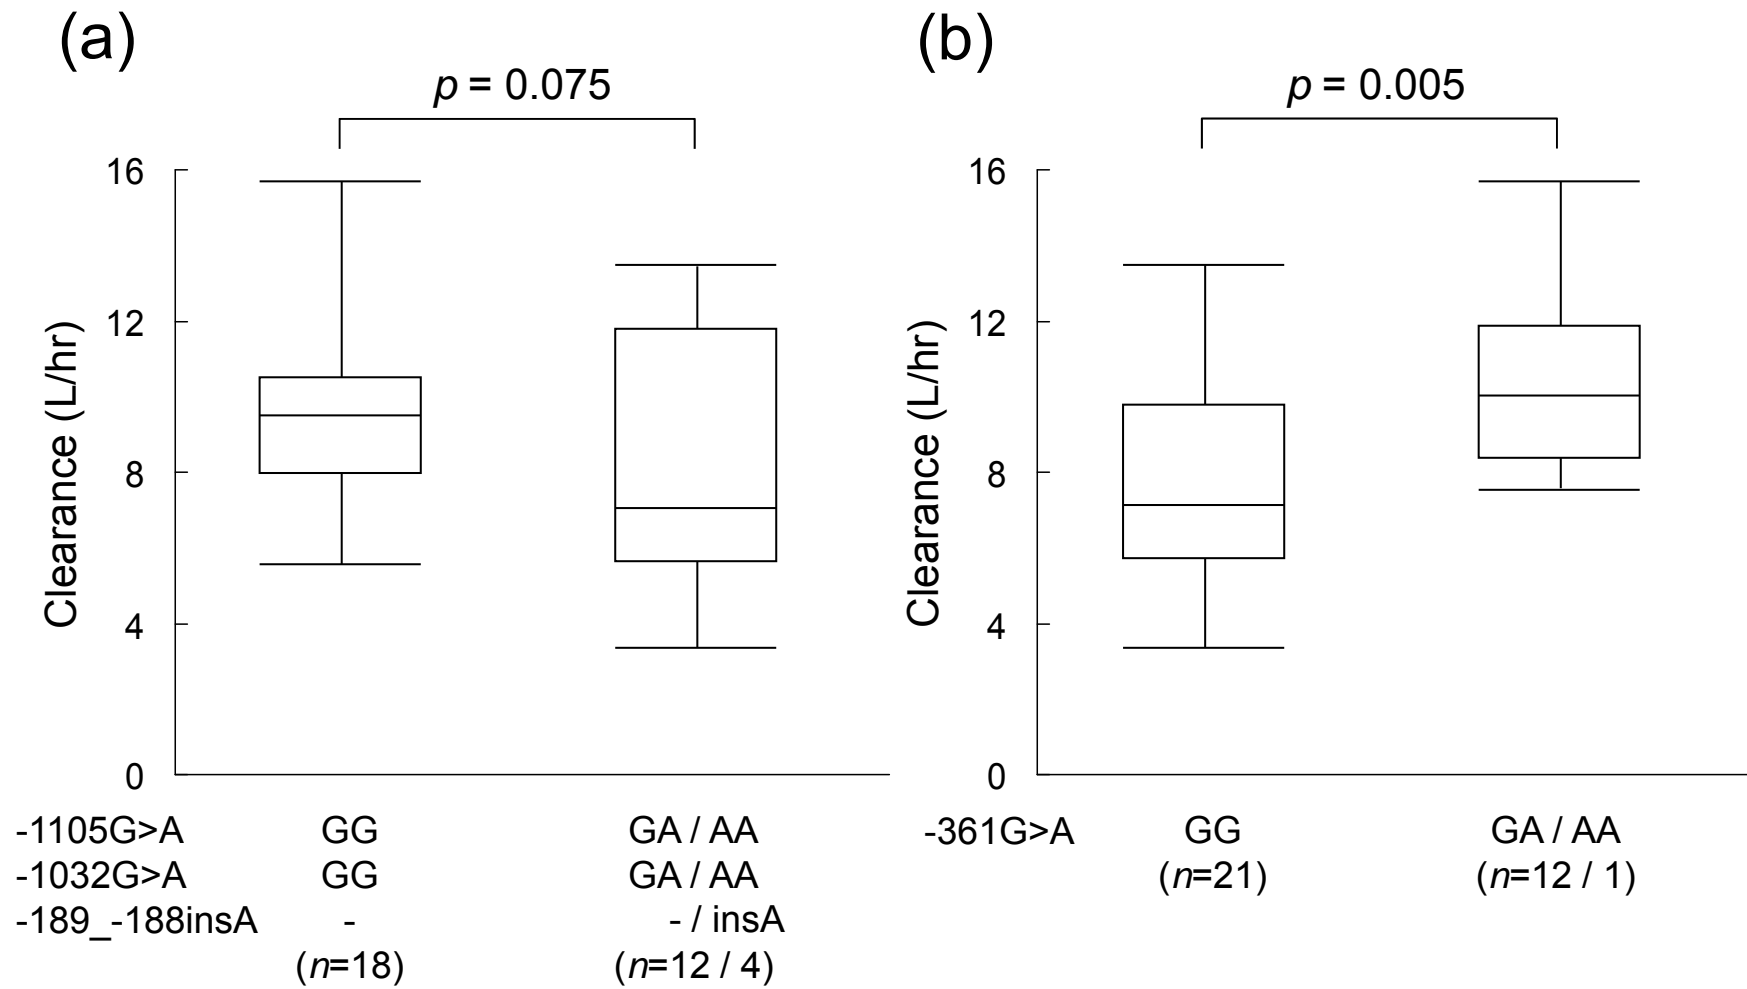 (a)
p = 0.075
16
12
8
4
0
Clearance (L/hr)
-1105G>A GG GA / AA
-1032G>A GG GA / AA
-189_-188insA - - / insA
(n=18) (n=12 / 4)
(b)
p = 0.005
16
12
8
4
0
Clearance (L/hr)
-361G>A GG GA / AA
(n=21) (n=12 / 1)